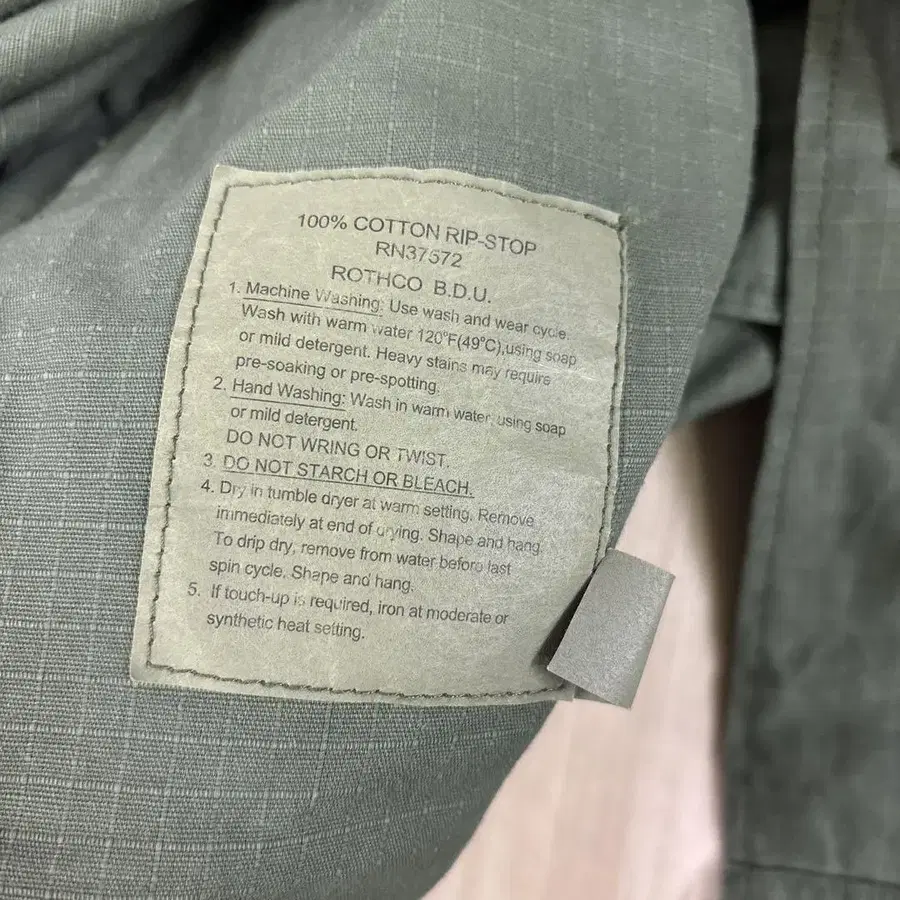 100% COTTON RIP-STOP
RN37572
ROTHCO B.D.U.
1. Machine Washing: Use wash and wear cycle.
Wash with warm water 120°F(49°C),using soap
or mild detergent. Heavy stains may require
pre-soaking or pre-spotting.
2. Hand Washing: Wash in warm water, using soap
or mild detergent.
DO NOT WRING OR TWIST.
3. DO NOT STARCH OR BLEACH.
4. Dry in tumble dryer at warm setting. Remove
immediately at end of drying. Shape and hang.
To drip dry, remove from water before last
spin cycle. Shape and hang.
5. If touch-up is required, iron at moderate or
synthetic heat setting.